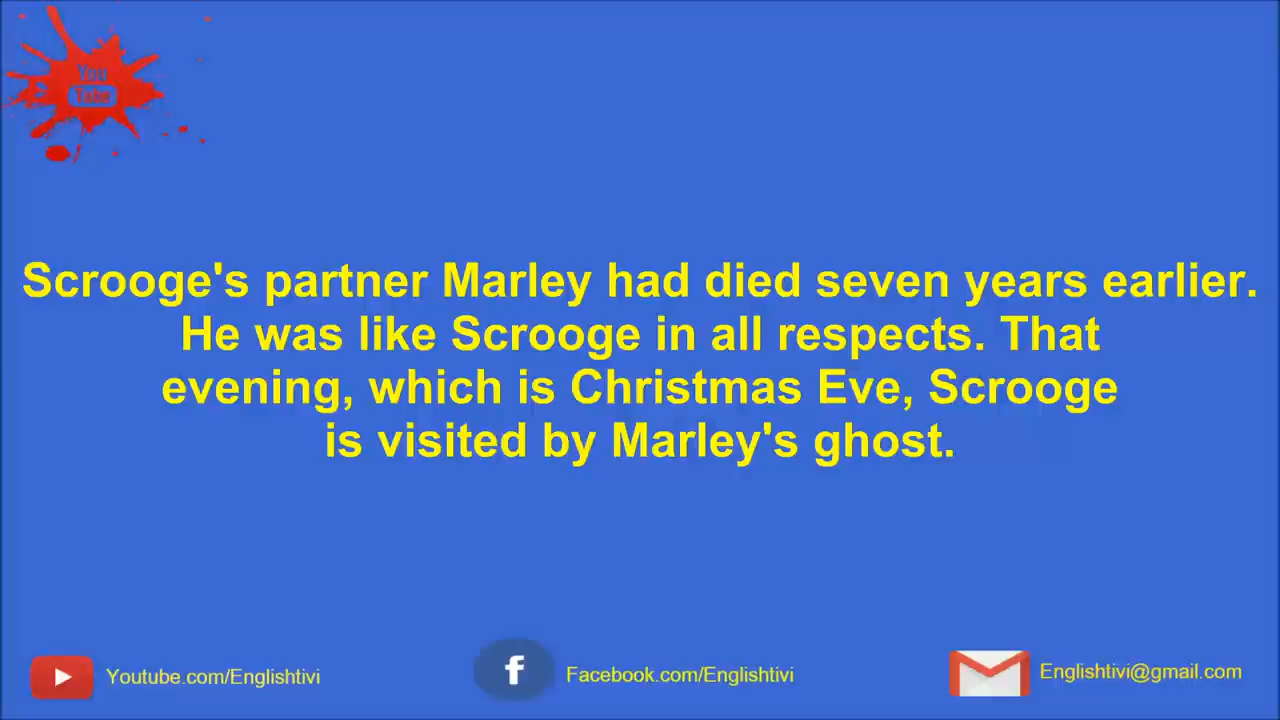 You
Tube
Scrooge's partner Marley had died seven years earlier.
He was like Scrooge in all respects. That
evening, which is Christmas Eve, Scrooge
is visited by Marley's ghost.
Youtube.com/Englishtivi
f
Facebook.com/Englishtivi
Englishtivi@gmail.com